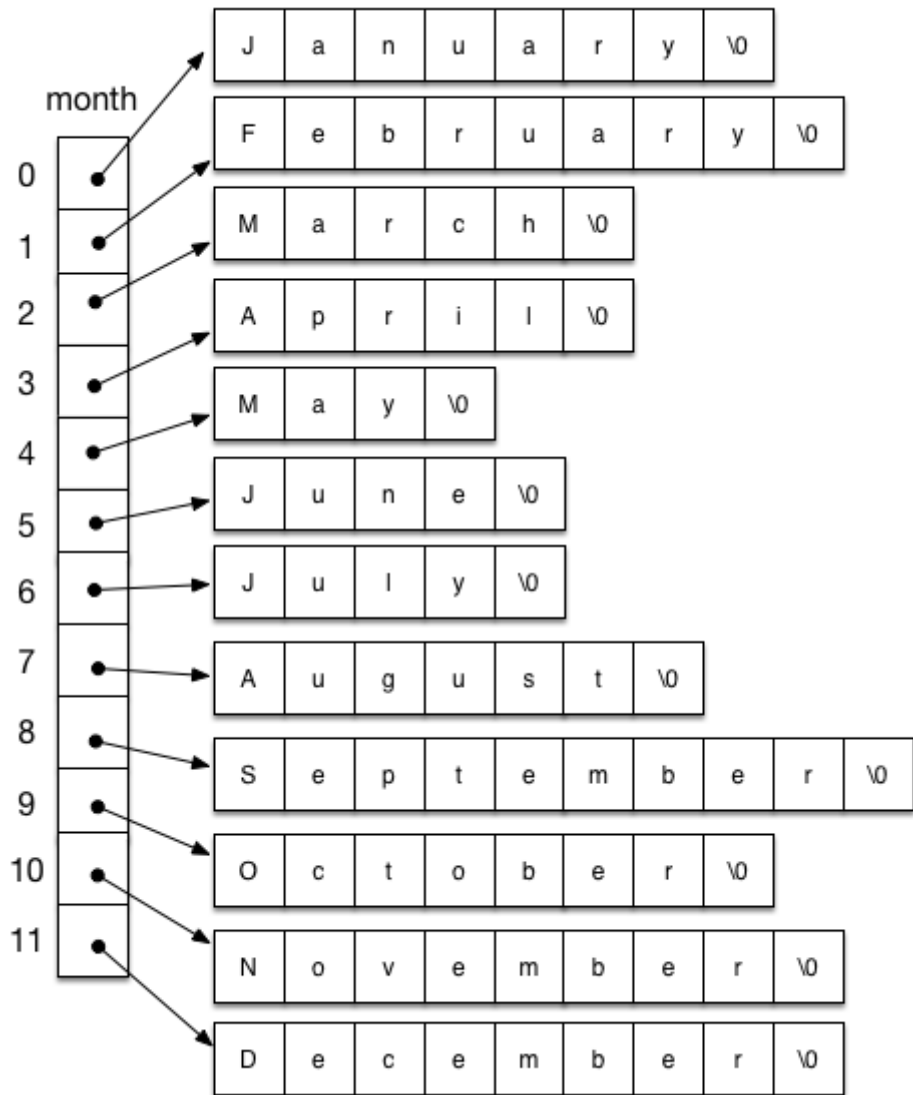 J a n u a r y \0
month
F e b r u a r y \0
0
M a r c h \0
1
2
A p r i l \0
3
M a y \0
4
J u n e \0
5
J u l y \0
6
7
A u g u s t \0
8
S e p t e m b e r \0
9
O c t o b e r \0
10
11
N o v e m b e r \0
D e c e m b e r \0